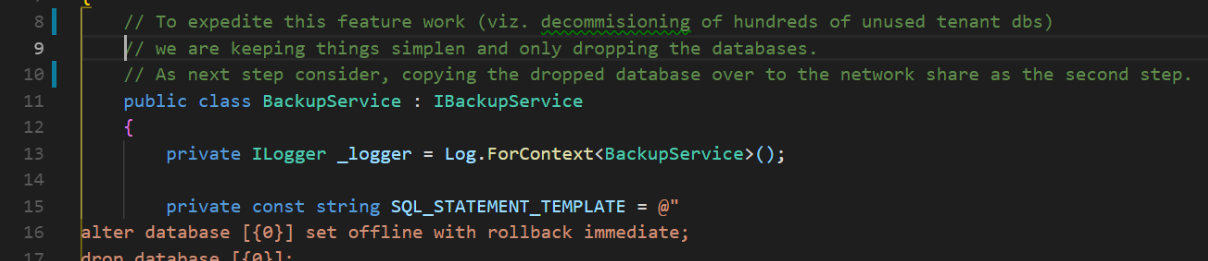 {
8 // To expedite this feature work (viz. decommisioning of hundreds of unused tenant dbs)
9 // we are keeping things simplen and only dropping the databases.
10 // As next step consider, copying the dropped database over to the network share as the second step.
11 public class BackupService : IBackupService
12 {
13 private ILogger _logger = Log.ForContext<BackupService>();
14
15 private const string SQL_STATEMENT_TEMPLATE = @"
16 alter database [{0}] set offline with rollback immediate;
17 drop database [{0}];